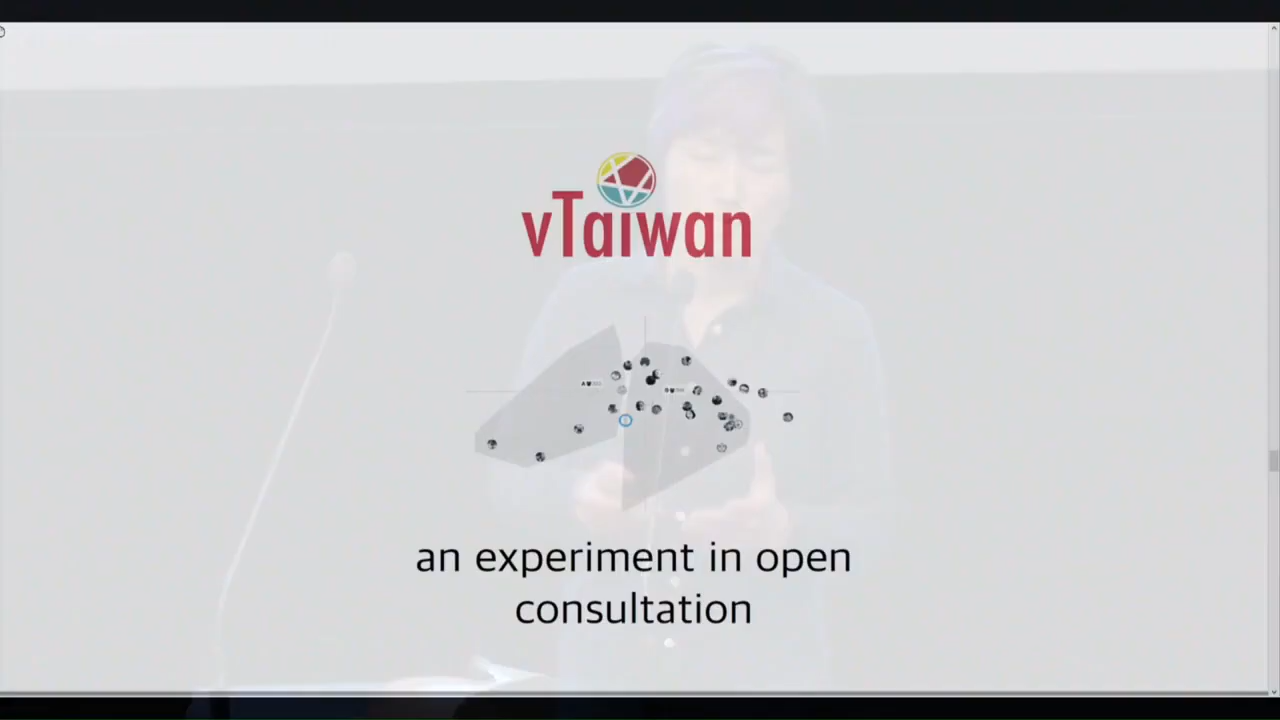 vTaiwan
A
B
an experiment in open
consultation